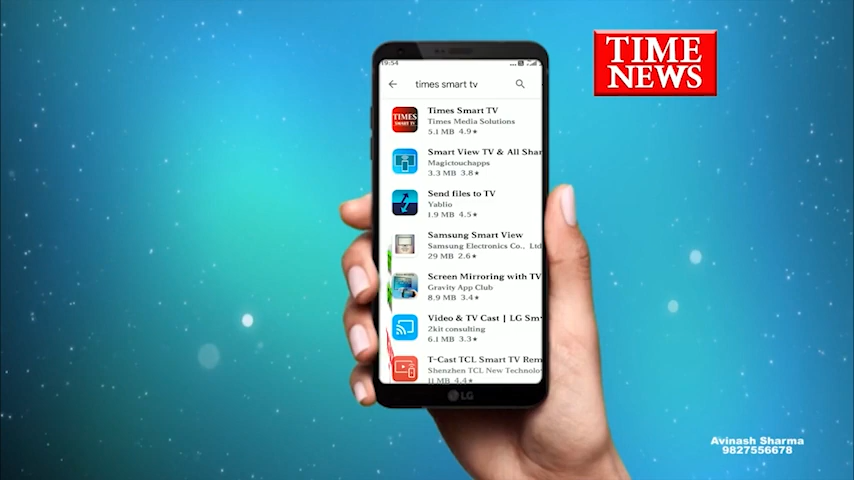 TIME
NEWS
19:54
times smart tv
Times Smart TV
Times Media Solutions
5.1 MB 4.9★
Smart View TV & All Shar
Magictouchapps
3.3 MB 3.8★
Send files to TV
Yablio
1.9 MB 4.5★
Samsung Smart View
Samsung Electronics Co., Ltd
29 MB 2.6★
Screen Mirroring with TV
Gravity App Club
8.9 MB 3.4★
Video & TV Cast | LG Sm
2kit consulting
6.1 MB 3.3★
T-Cast TCL Smart TV Rem
Shenzhen TCL New Technolo
11 MB 4.4★
TIMES
SMART TV
LG
Avinash Sharma
9827556678